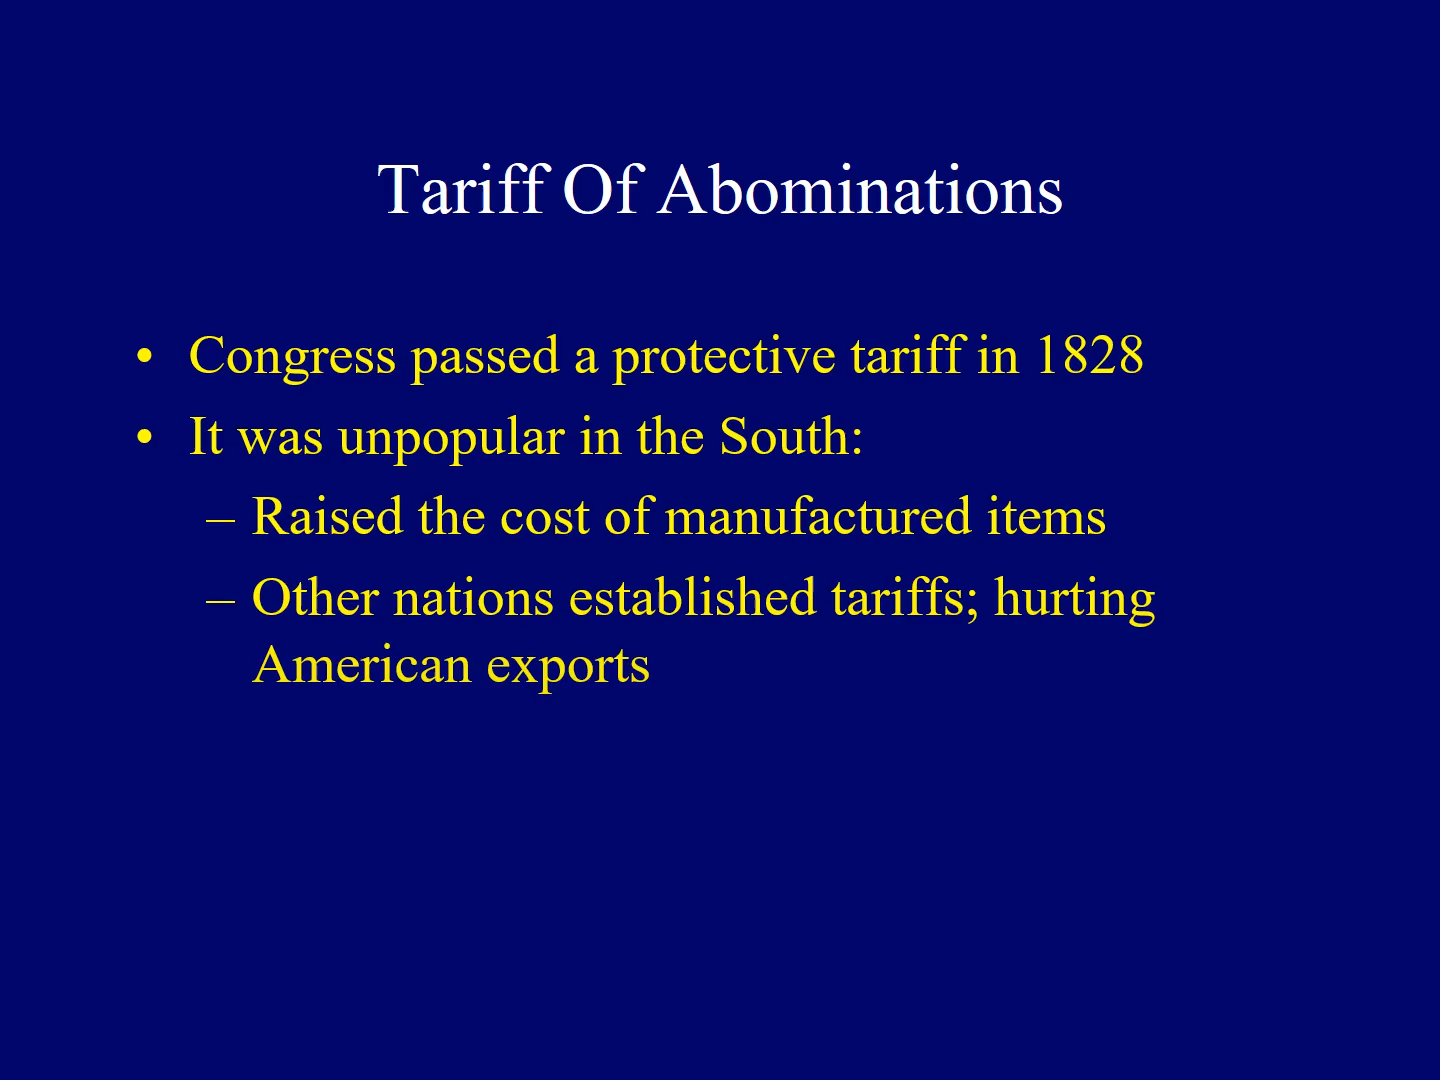 Tariff Of Abominations
• Congress passed a protective tariff in 1828
• It was unpopular in the South:
– Raised the cost of manufactured items
– Other nations established tariffs; hurting
American exports